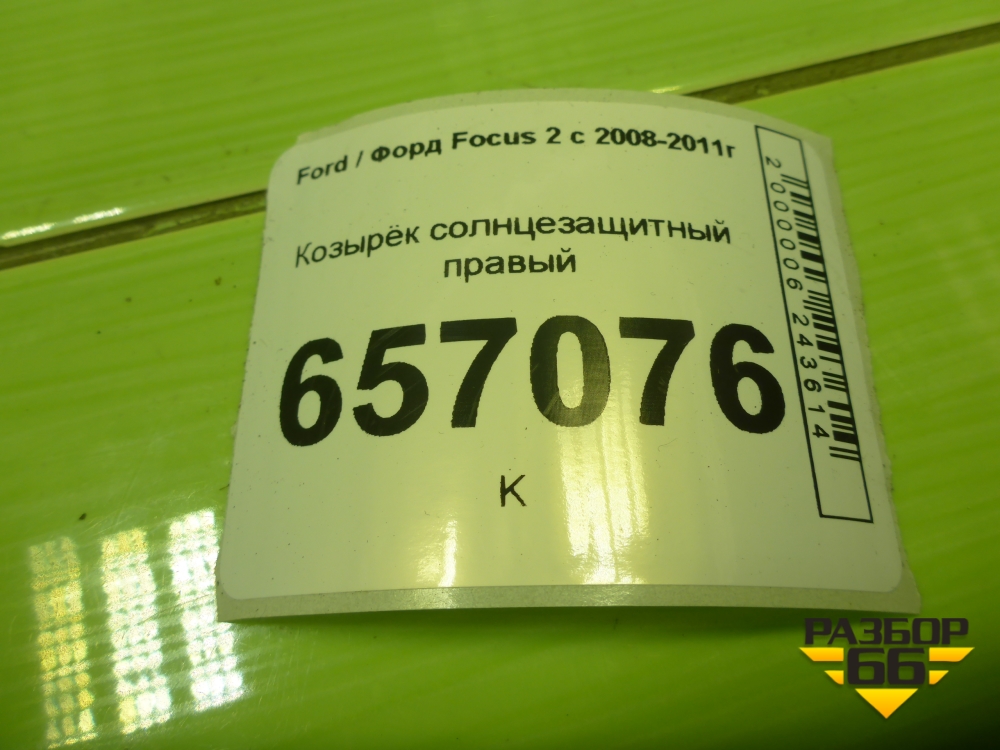 Ford / Форд Focus 2 с 2008-2011г
Козырёк солнцезащитный
правый
657076
К
2000006243614
РАЗБОР
66